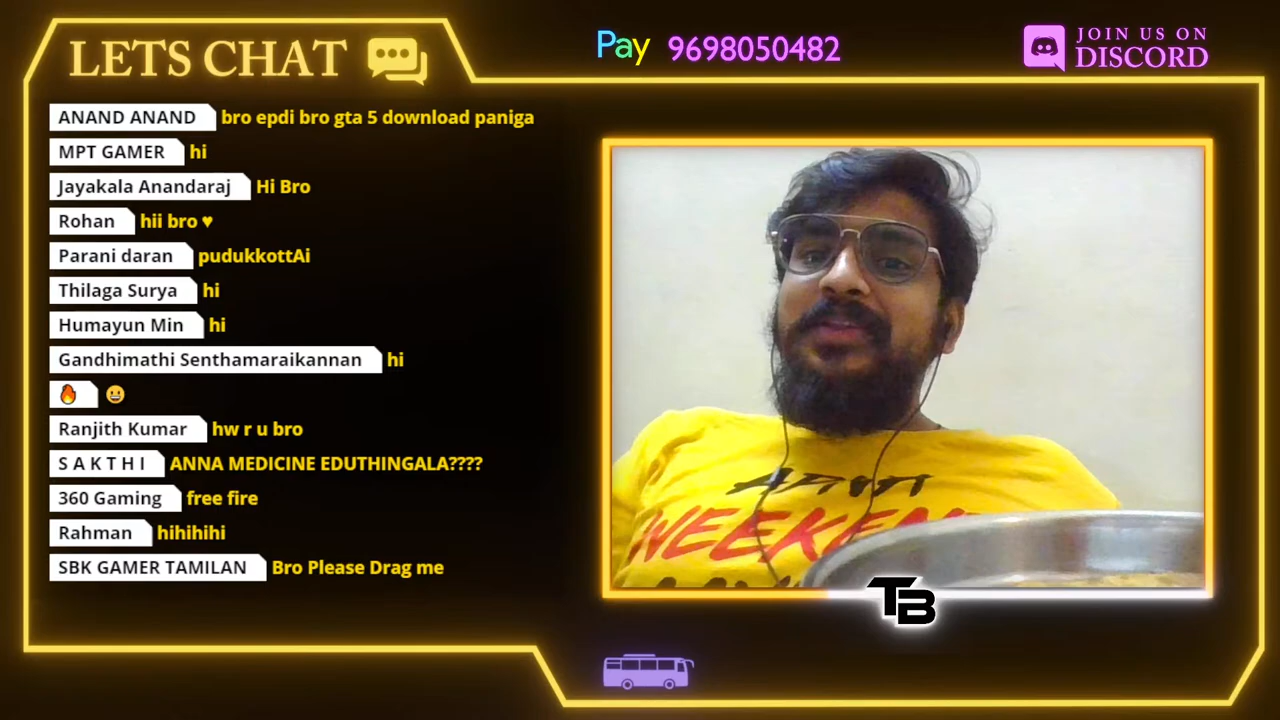 LETS CHAT
Pay 9698050482
JOIN US ON
DISCORD
ANAND ANAND bro epdi bro gta 5 download paniga
MPT GAMER hi
Jayakala Anandaraj Hi Bro
Rohan hii bro ♥
Parani daran pudukkottAi
Thilaga Surya hi
Humayun Min hi
Gandhimathi Senthamaraikannan hi
🔥 😀
Ranjith Kumar hw r u bro
S A K T H I ANNA MEDICINE EDUTHINGALA????
360 Gaming free fire
Rahman hihihihi
SBK GAMER TAMILAN Bro Please Drag me
TB